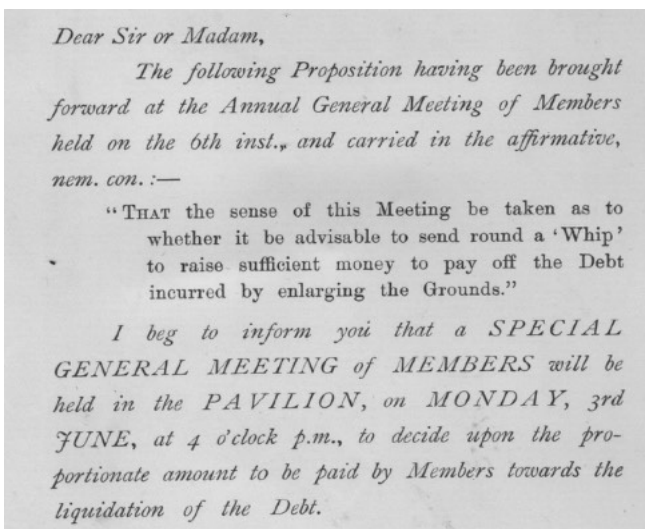 Dear Sir or Madam,
The following Proposition having been brought
forward at the Annual General Meeting of Members
held on the 6th inst., and carried in the affirmative,
nem. con. :—
“THAT the sense of this Meeting be taken as to
whether it be advisable to send round a ‘Whip’
to raise sufficient money to pay off the Debt
incurred by enlarging the Grounds.”
I beg to inform you that a SPECIAL
GENERAL MEETING of MEMBERS will be
held in the PAVILION, on MONDAY, 3rd
JUNE, at 4 o'clock p.m., to decide upon the pro-
portionate amount to be paid by Members towards the
liquidation of the Debt.